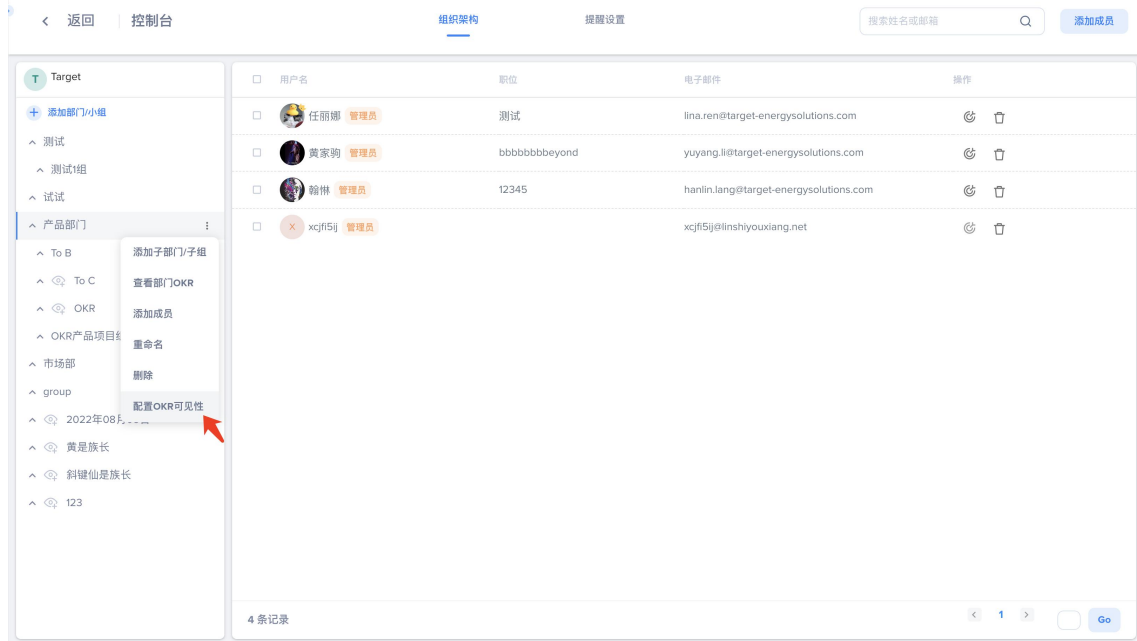 返回 控制台 组织架构 提醒设置 搜索姓名或邮箱 添加成员
T Target
添加部门/小组
测试
测试1组
试试
产品部门
To B
To C
OKR
OKR产品项目组
市场部
group
2022年08月
黄是族长
斜键仙是族长
123
添加子部门/子组
查看部门OKR
添加成员
重命名
删除
配置OKR可见性
用户名 职位 电子邮件 操作
任丽娜 管理员 测试 lina.ren@target-energysolutions.com
黄家驹 管理员 bbbbbbbbeyond yuyang.li@target-energysolutions.com
翰惏 管理员 12345 hanlin.lang@target-energysolutions.com
X xcjfi5ij 管理员 xcjfi5ij@linshiyouxiang.net
4 条记录 1 Go